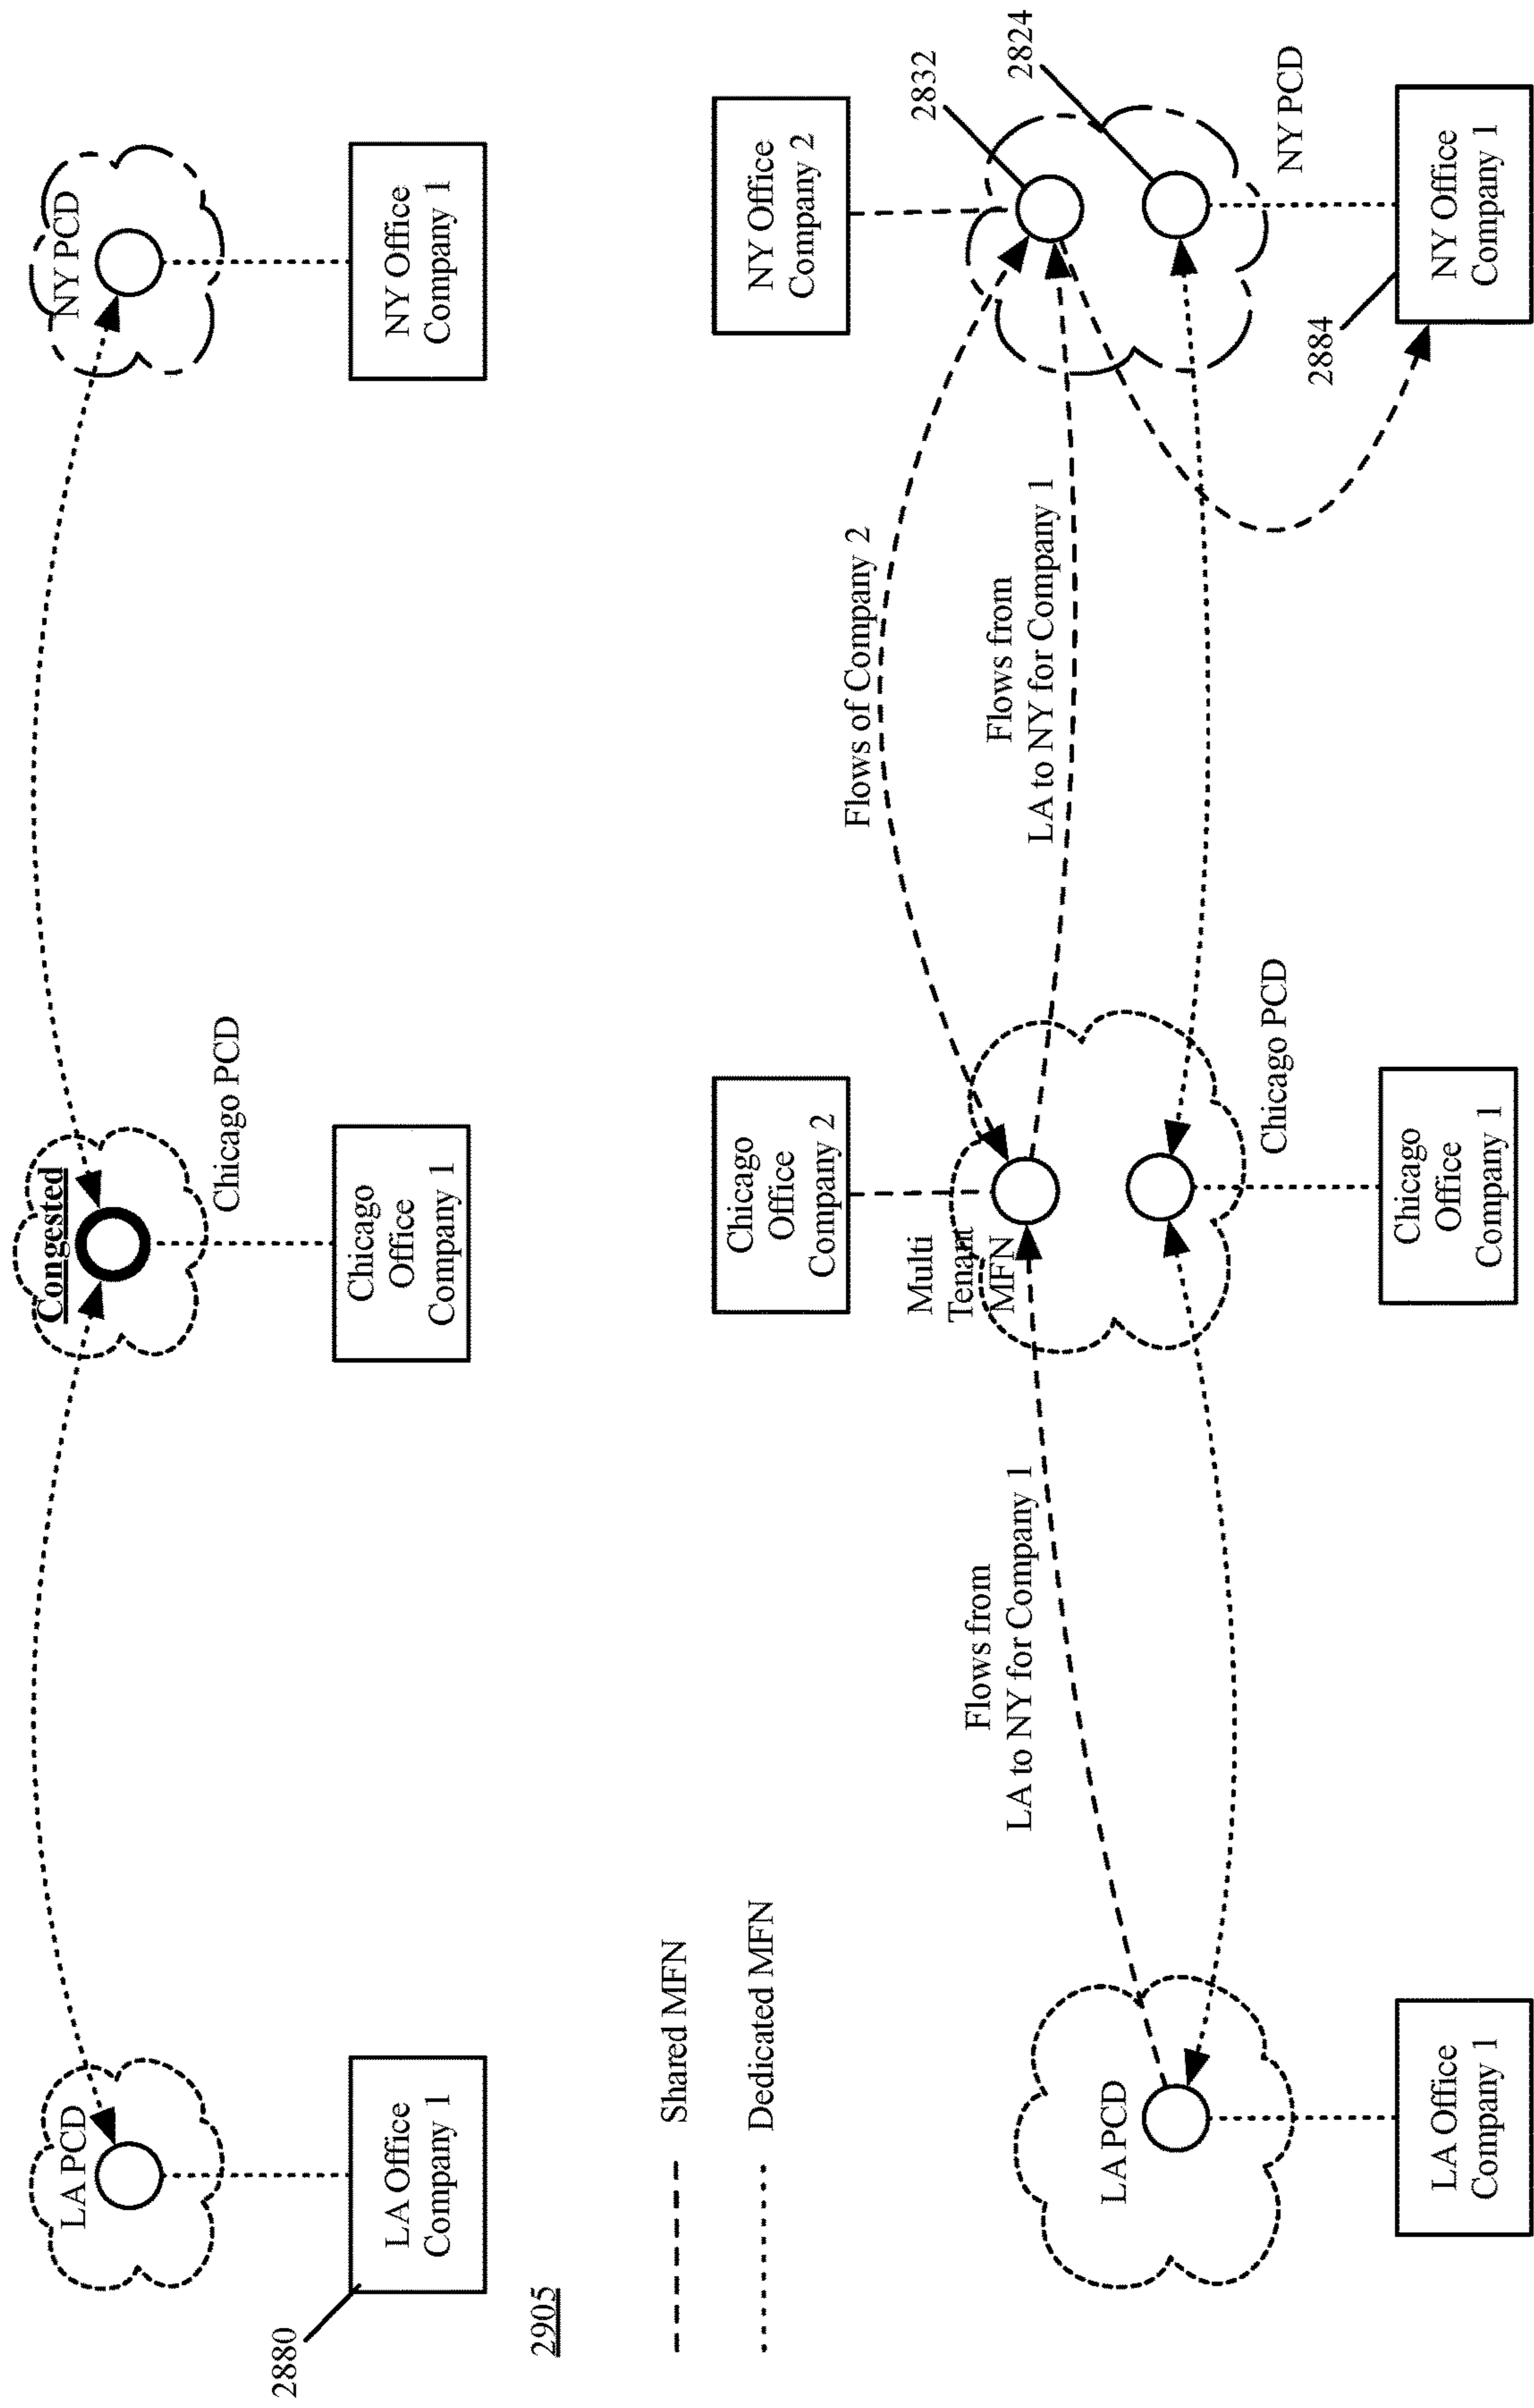 LA PCD
LA Office
Company 1
2880
Congested
Chicago PCD
Chicago
Office
Company 1
NY PCD
NY Office
Company 1
2905
Shared MFN
Dedicated MFN
LA PCD
LA Office
Company 1
Flows from
LA to NY for Company 1
Chicago
Office
Company 2
Multi
Tenant
MFN
Chicago PCD
Chicago
Office
Company 1
Flows of Company 2
Flows from
LA to NY for Company 1
NY Office
Company 2
2832
2824
NY PCD
2884
NY Office
Company 1